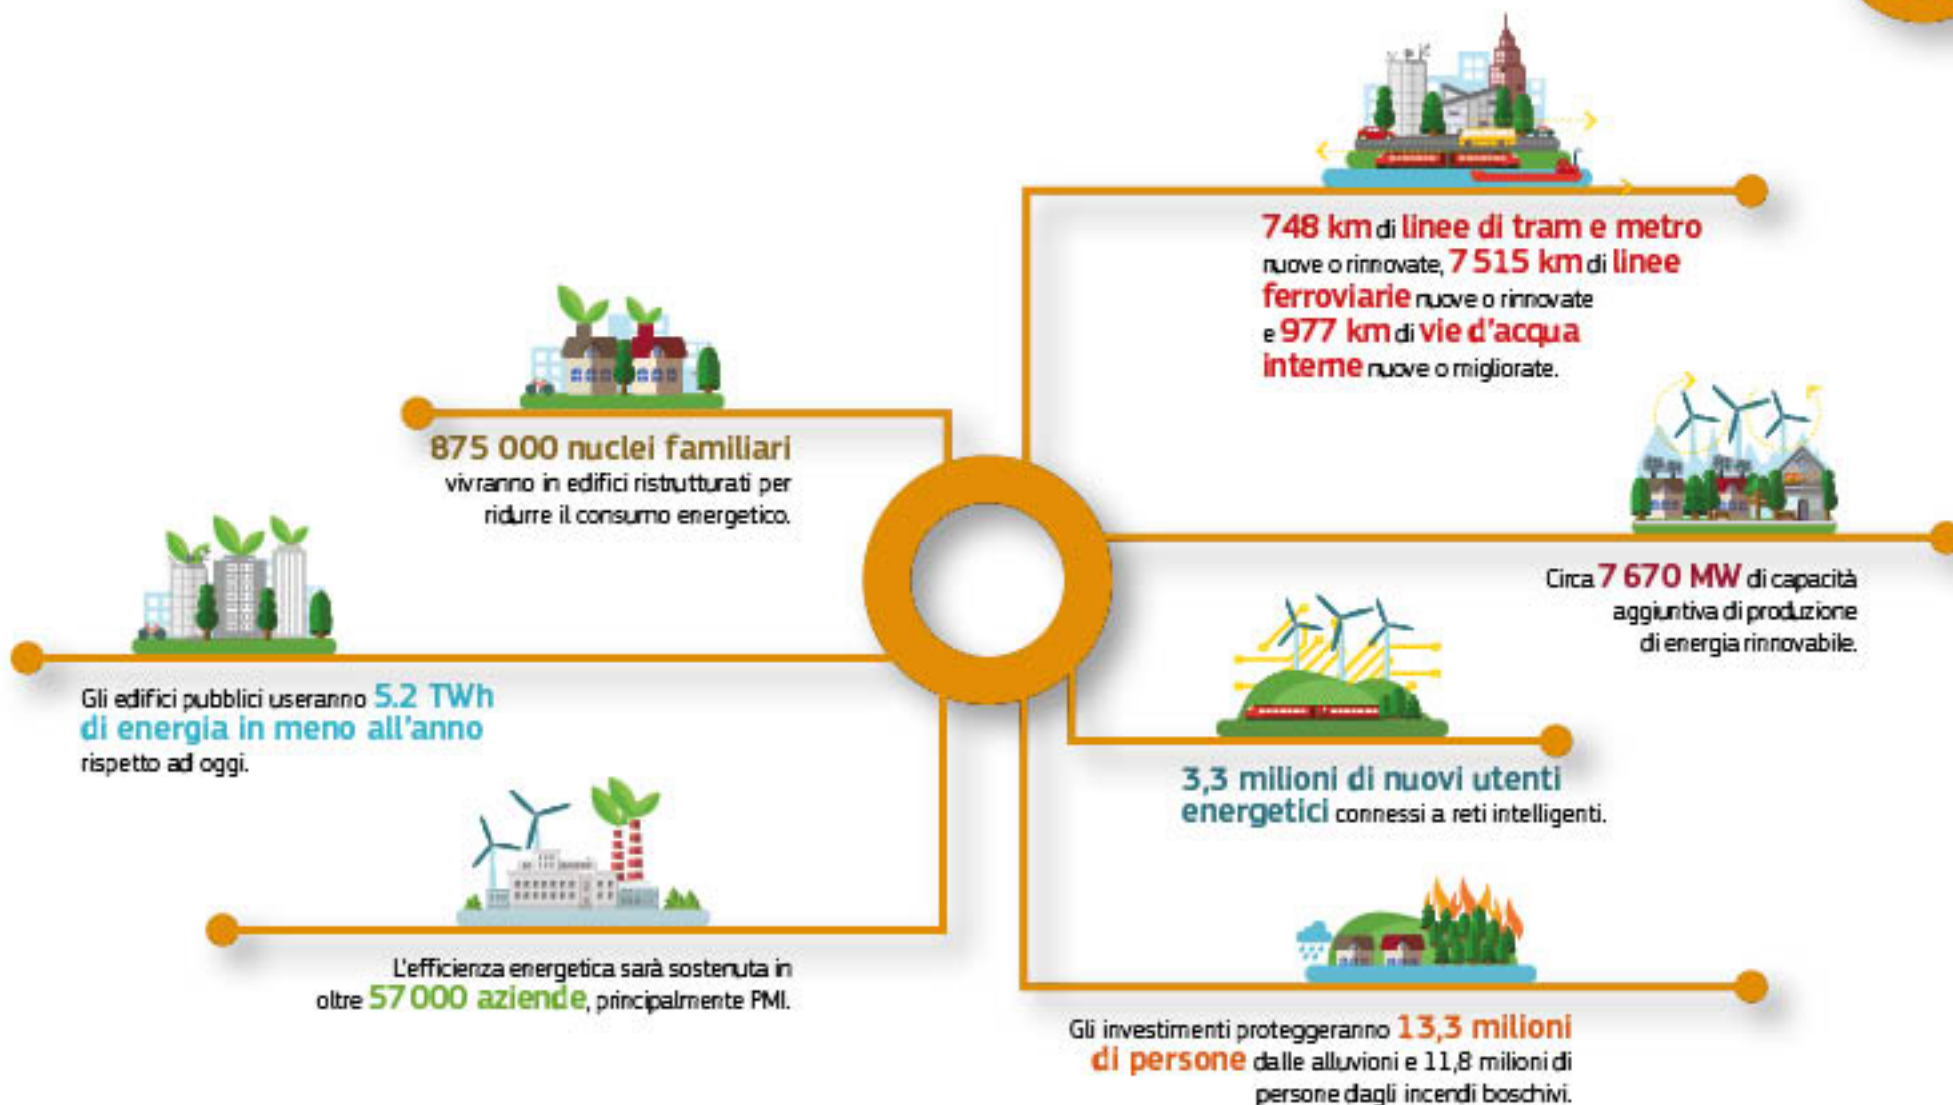 748 km di linee di tram e metro
nuove o rinnovate, 7 515 km di linee
ferroviarie nuove o rinnovate
e 977 km di vie d'acqua
interne nuove o migliorate.
875 000 nuclei familiari
vivranno in edifici ristrutturati per
ridurre il consumo energetico.
Circa 7 670 MW di capacità
aggiuntiva di produzione
di energia rinnovabile.
Gli edifici pubblici useranno 5.2 TWh
di energia in meno all'anno
rispetto ad oggi.
3,3 milioni di nuovi utenti
energetici connessi a reti intelligenti.
L'efficienza energetica sarà sostenuta in
oltre 57 000 aziende, principalmente PMI.
Gli investimenti proteggeranno 13,3 milioni
di persone dalle alluvioni e 11,8 milioni di
persone dagli incendi boschivi.